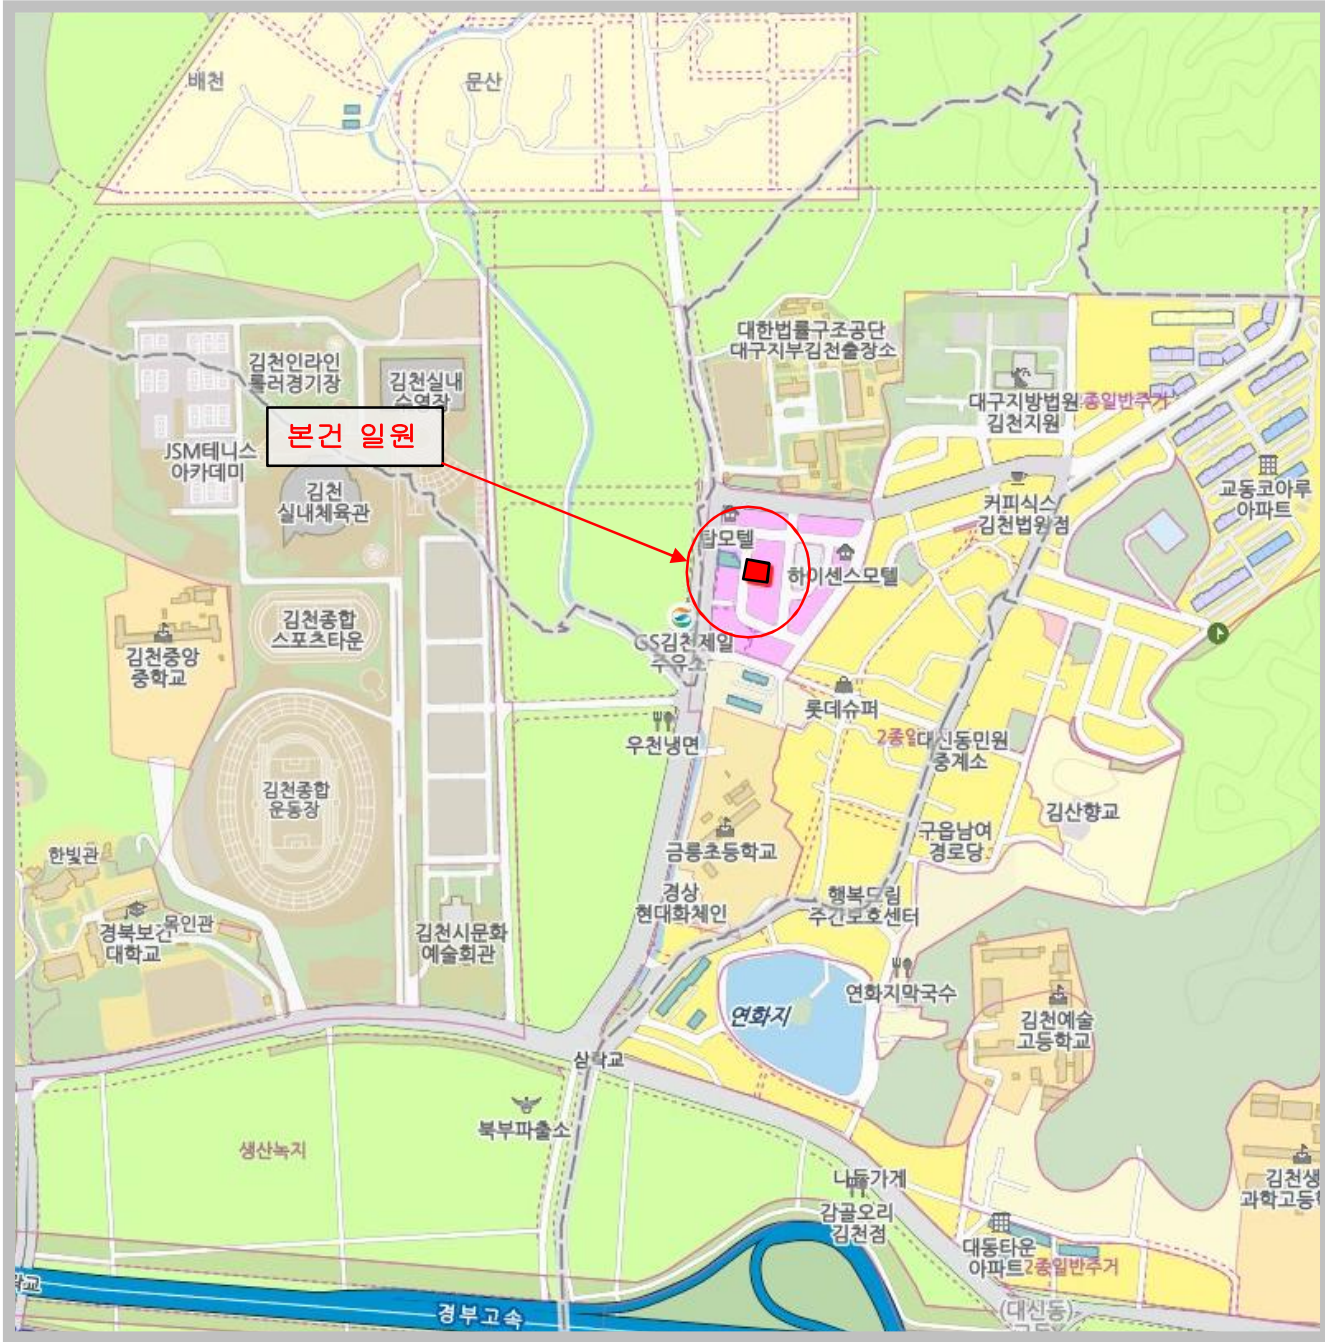 배천
문산
대한법률구조공단
대구지부김천출장소
김천인라인
롤러경기장
김천실내
수영장
대구지방법원
김천지원
종일반주거
본건 일원
JSM테니스
아카데미
김천
실내체육관
커피식스
김천법원점
교동코아루
아파트
탑모텔
하이센스모텔
김천종합
스포츠타운
GS김천제일
주유소
김천중앙
중학교
롯데슈퍼
우천냉면
2종일
대신동민원
중계소
김천종합
운동장
김산향교
구읍남여
경로당
금릉초등학교
한빛관
경상
현대화체인
행복드림
주간보호센터
경북보건
대학교
목인관
김천시문화
예술회관
연화지막국수
연화지
김천예술
고등학교
삼락교
북부파출소
생산녹지
나들가게
감골오리
김천점
김천생
과학고등
대동타운
아파트
2종일반주거
락교
경부고속
(대신동)